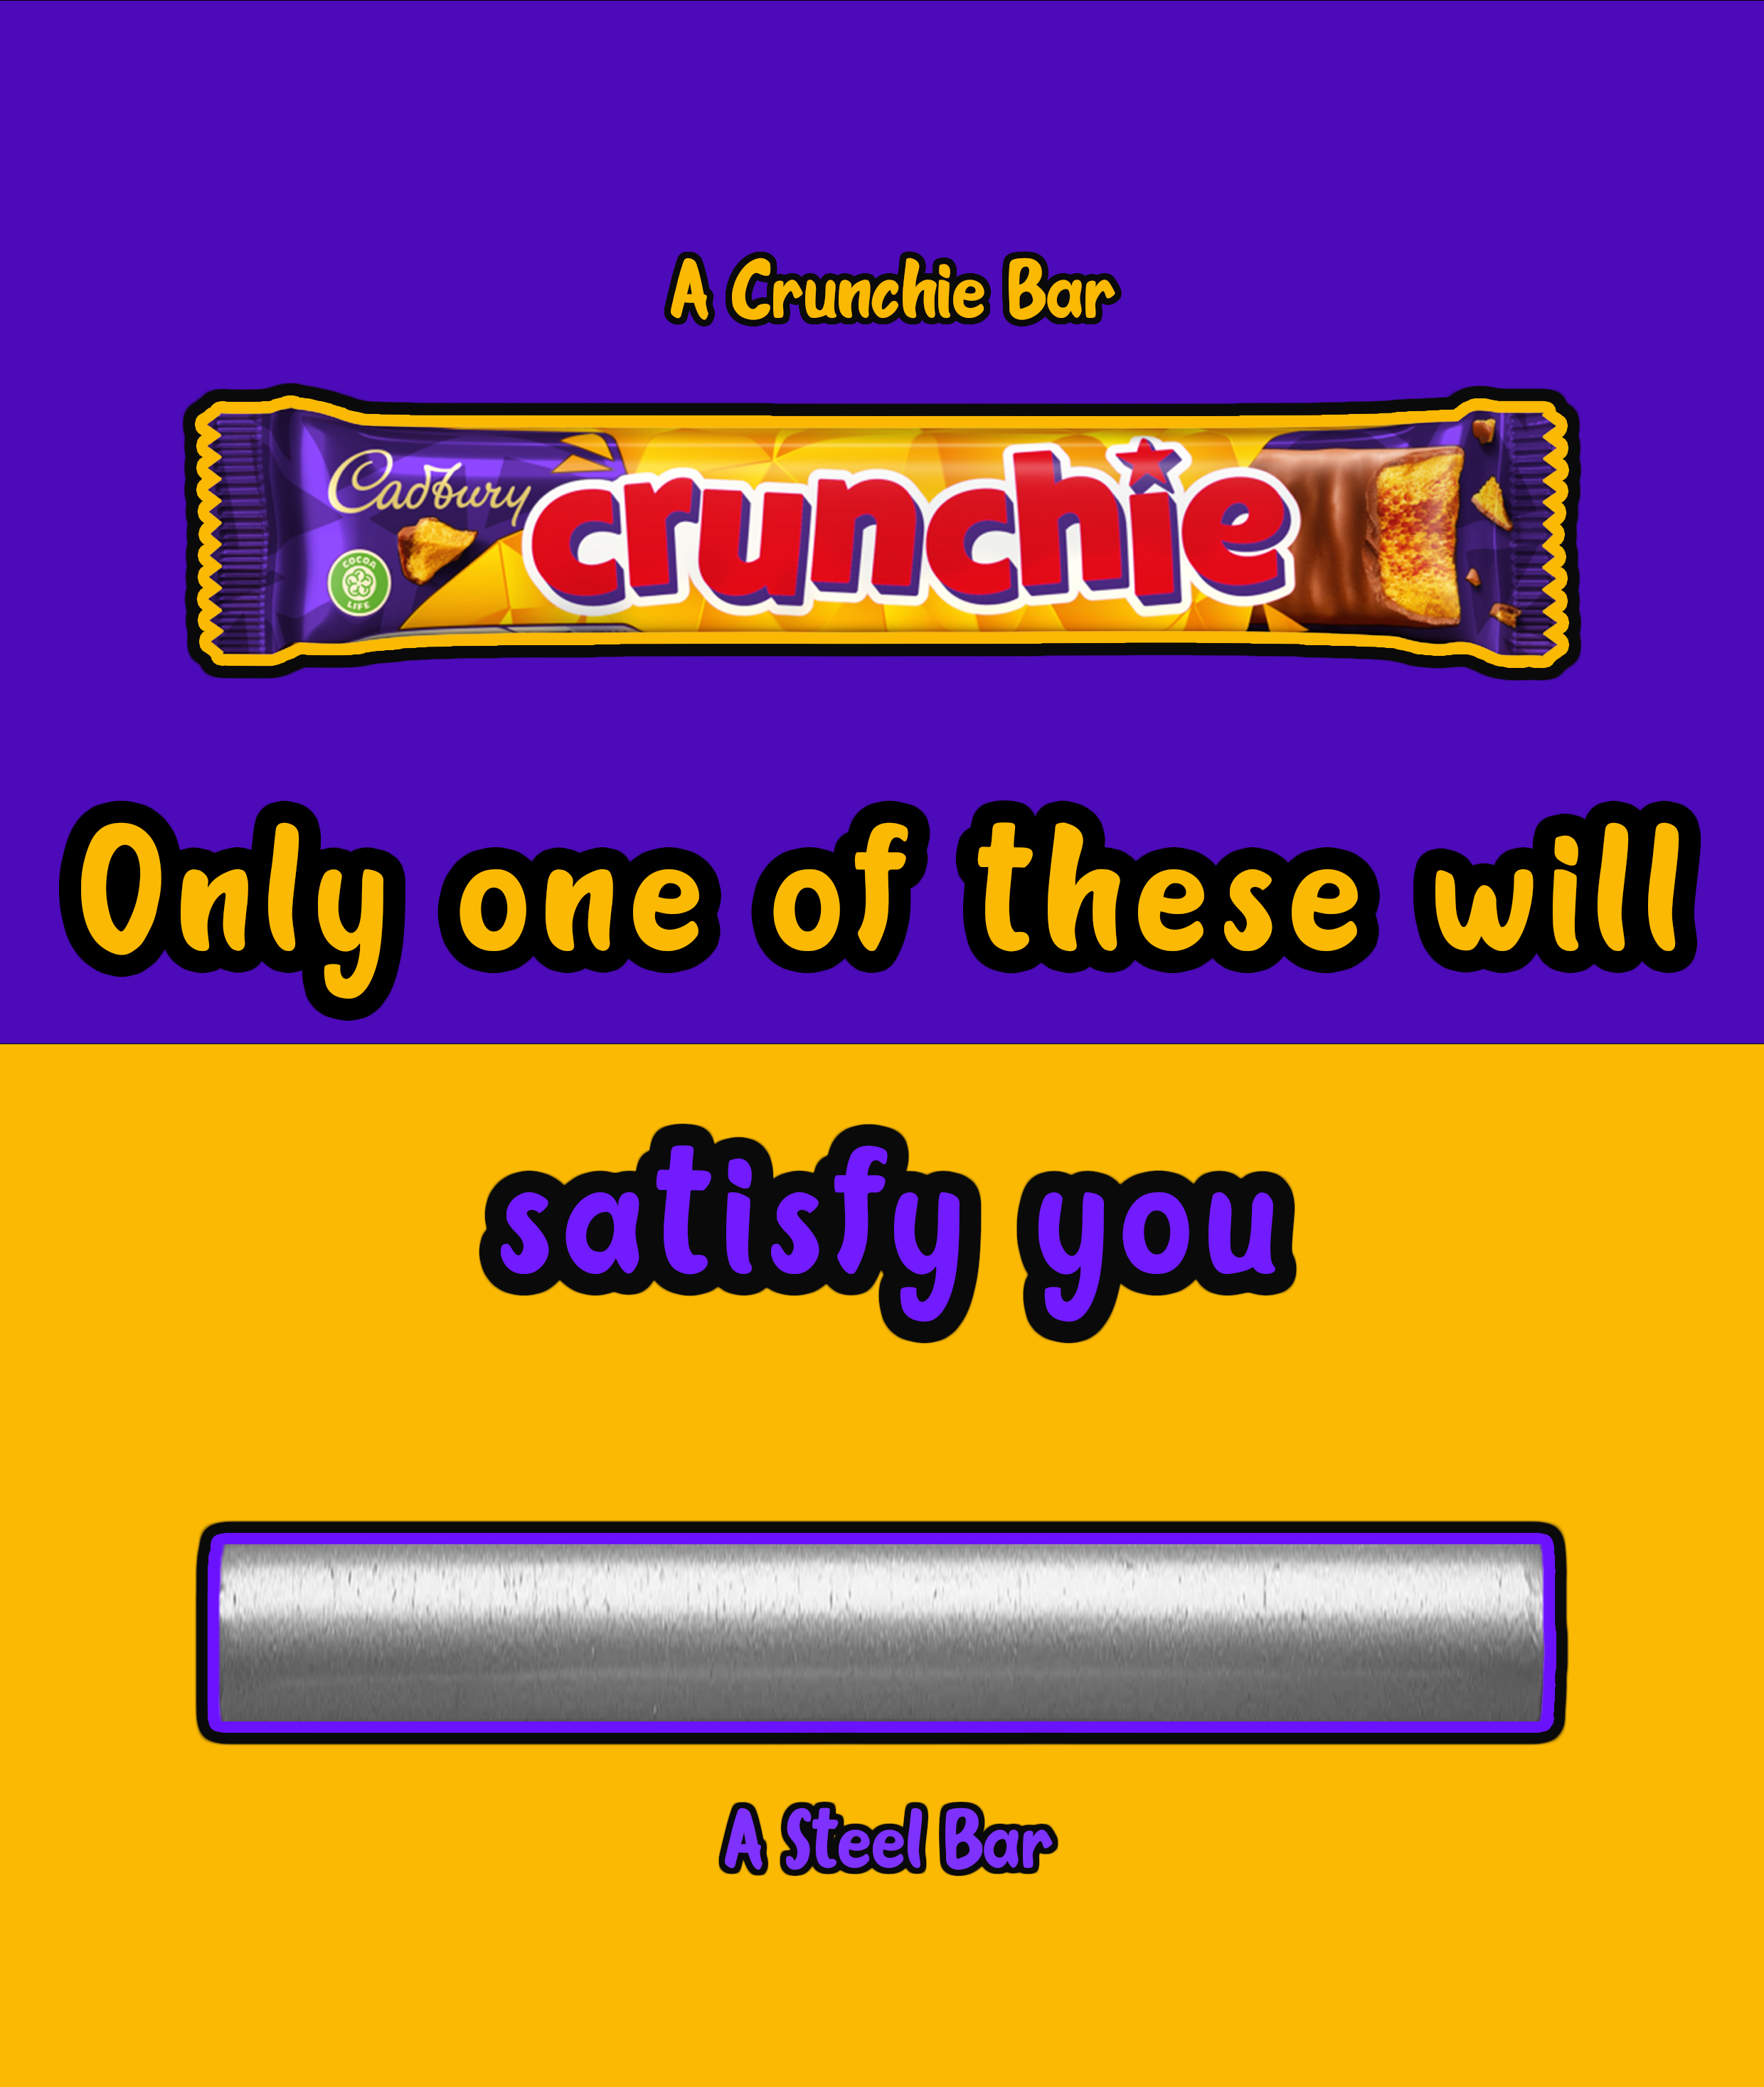 A Crunchie Bar
Cadbury
crunchie
COCOA
LIFE
Only one of these will
satisfy you
A Steel Bar